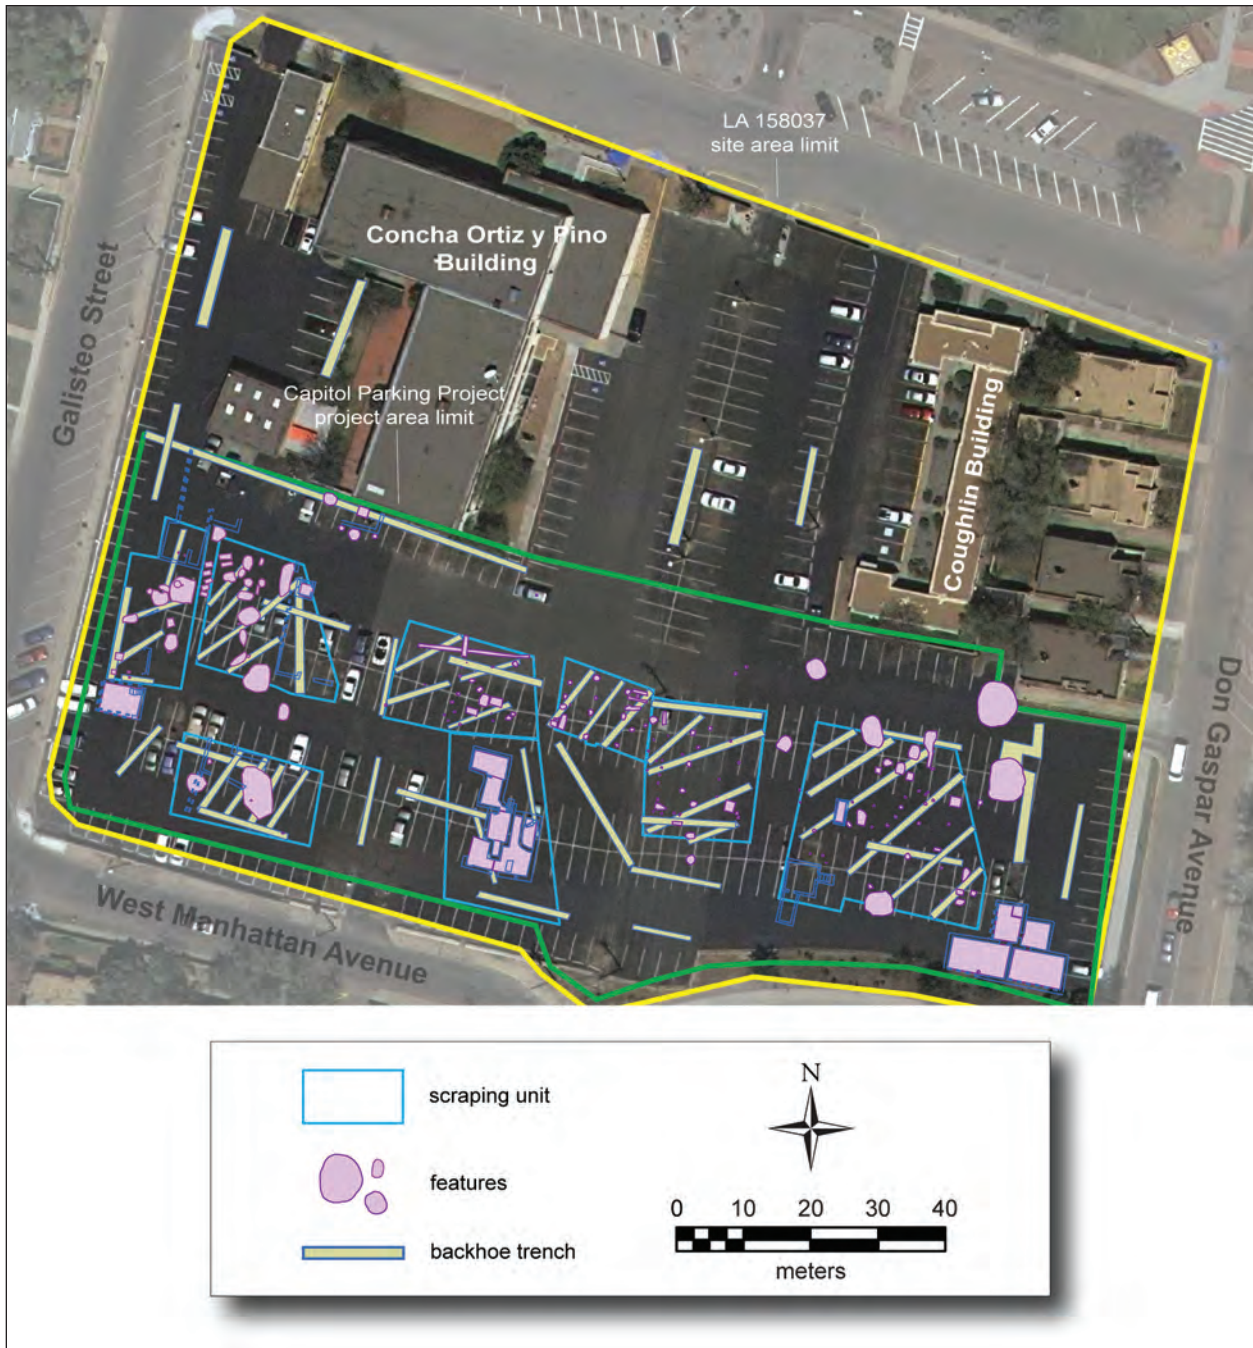 LA 158037
site area limit
Concha Ortiz y Pino
Building
Galisteo Street
Capitol Parking Project
project area limit
Coughlin Building
Don Gaspar Avenue
West Manhattan Avenue
scraping unit
features
backhoe trench
N
0 10 20 30 40
meters